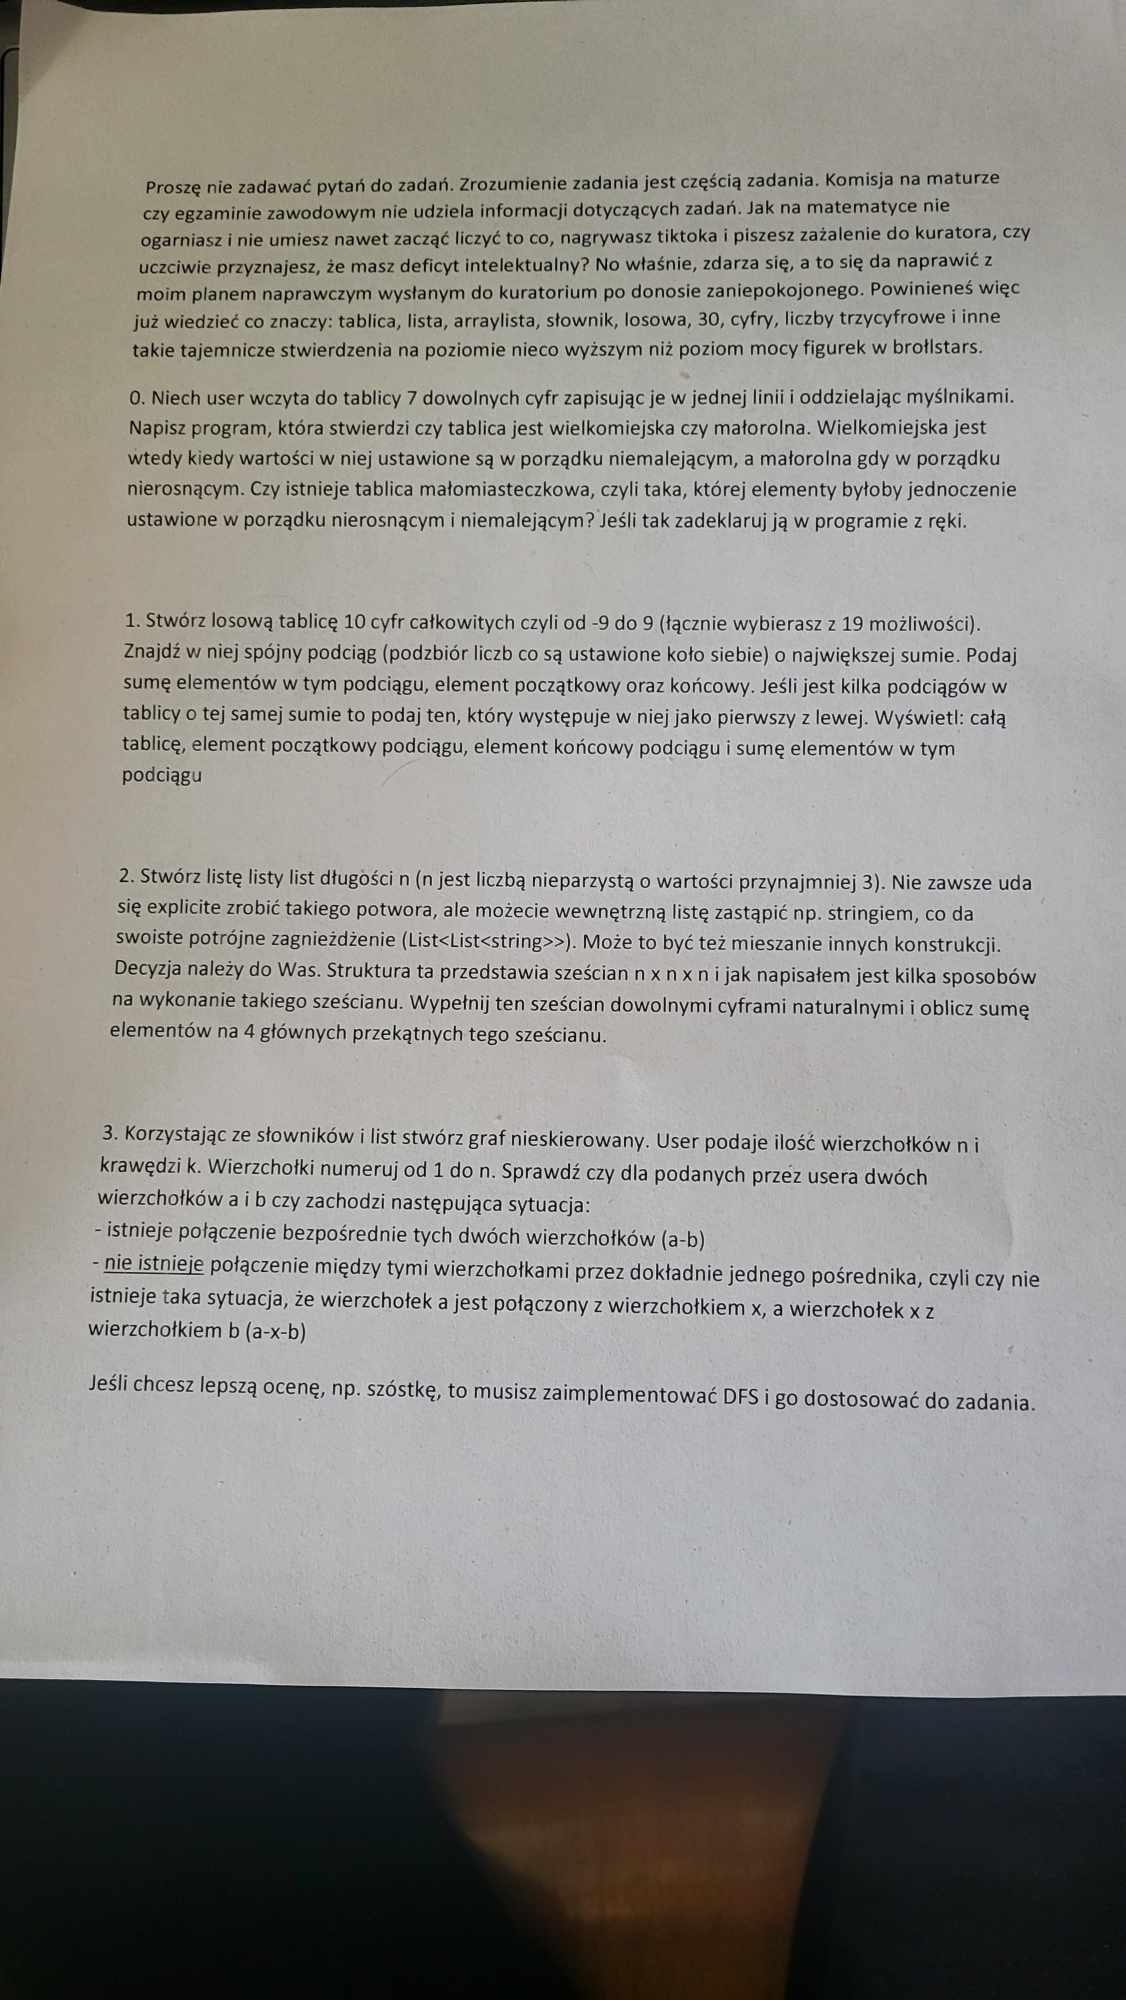 Proszę nie zadawać pytań do zadań. Zrozumienie zadania jest częścią zadania. Komisja na maturze
czy egzaminie zawodowym nie udziela informacji dotyczących zadań. Jak na matematyce nie
ogarniasz i nie umiesz nawet zacząć liczyć to co, nagrywasz tiktoka i piszesz zażalenie do kuratora, czy
uczciwie przyznajesz, że masz deficyt intelektualny? No właśnie, zdarza się, a to się da naprawić z
moim planem naprawczym wysłanym do kuratorium po donosie zaniepokojonego. Powinieneś więc
już wiedzieć co znaczy: tablica, lista, arraylista, słownik, losowa, 30, cyfry, liczby trzycyfrowe i inne
takie tajemnicze stwierdzenia na poziomie nieco wyższym niż poziom mocy figurek w brołlstars.
0. Niech user wczyta do tablicy 7 dowolnych cyfr zapisując je w jednej linii i oddzielając myślnikami.
Napisz program, która stwierdzi czy tablica jest wielkomiejska czy małorolna. Wielkomiejska jest
wtedy kiedy wartości w niej ustawione są w porządku niemalejącym, a małorolna gdy w porządku
nierosnącym. Czy istnieje tablica małomiasteczkowa, czyli taka, której elementy byłoby jednoczenie
ustawione w porządku nierosnącym i niemalejącym? Jeśli tak zadeklaruj ją w programie z ręki.
1. Stwórz losową tablicę 10 cyfr całkowitych czyli od -9 do 9 (łącznie wybierasz z 19 możliwości).
Znajdź w niej spójny podciąg (podzbiór liczb co są ustawione koło siebie) o największej sumie. Podaj
sumę elementów w tym podciągu, element początkowy oraz końcowy. Jeśli jest kilka podciągów w
tablicy o tej samej sumie to podaj ten, który występuje w niej jako pierwszy z lewej. Wyświetl: całą
tablicę, element początkowy podciągu, element końcowy podciągu i sumę elementów w tym
podciągu
2. Stwórz listę listy list długości n (n jest liczbą nieparzystą o wartości przynajmniej 3). Nie zawsze uda
się explicite zrobić takiego potwora, ale możecie wewnętrzną listę zastąpić np. stringiem, co da
swoiste potrójne zagnieżdżenie (List<List<string>>). Może to być też mieszanie innych konstrukcji.
Decyzja należy do Was. Struktura ta przedstawia sześcian n x n x n i jak napisałem jest kilka sposobów
na wykonanie takiego sześcianu. Wypełnij ten sześcian dowolnymi cyframi naturalnymi i oblicz sumę
elementów na 4 głównych przekątnych tego sześcianu.
3. Korzystając ze słowników i list stwórz graf nieskierowany. User podaje ilość wierzchołków n i
krawędzi k. Wierzchołki numeruj od 1 do n. Sprawdź czy dla podanych przez usera dwóch
wierzchołków a i b czy zachodzi następująca sytuacja:
- istnieje połączenie bezpośrednie tych dwóch wierzchołków (a-b)
- nie istnieje połączenie między tymi wierzchołkami przez dokładnie jednego pośrednika, czyli czy nie
istnieje taka sytuacja, że wierzchołek a jest połączony z wierzchołkiem x, a wierzchołek x z
wierzchołkiem b (a-x-b)
Jeśli chcesz lepszą ocenę, np. szóstkę, to musisz zaimplementować DFS i go dostosować do zadania.